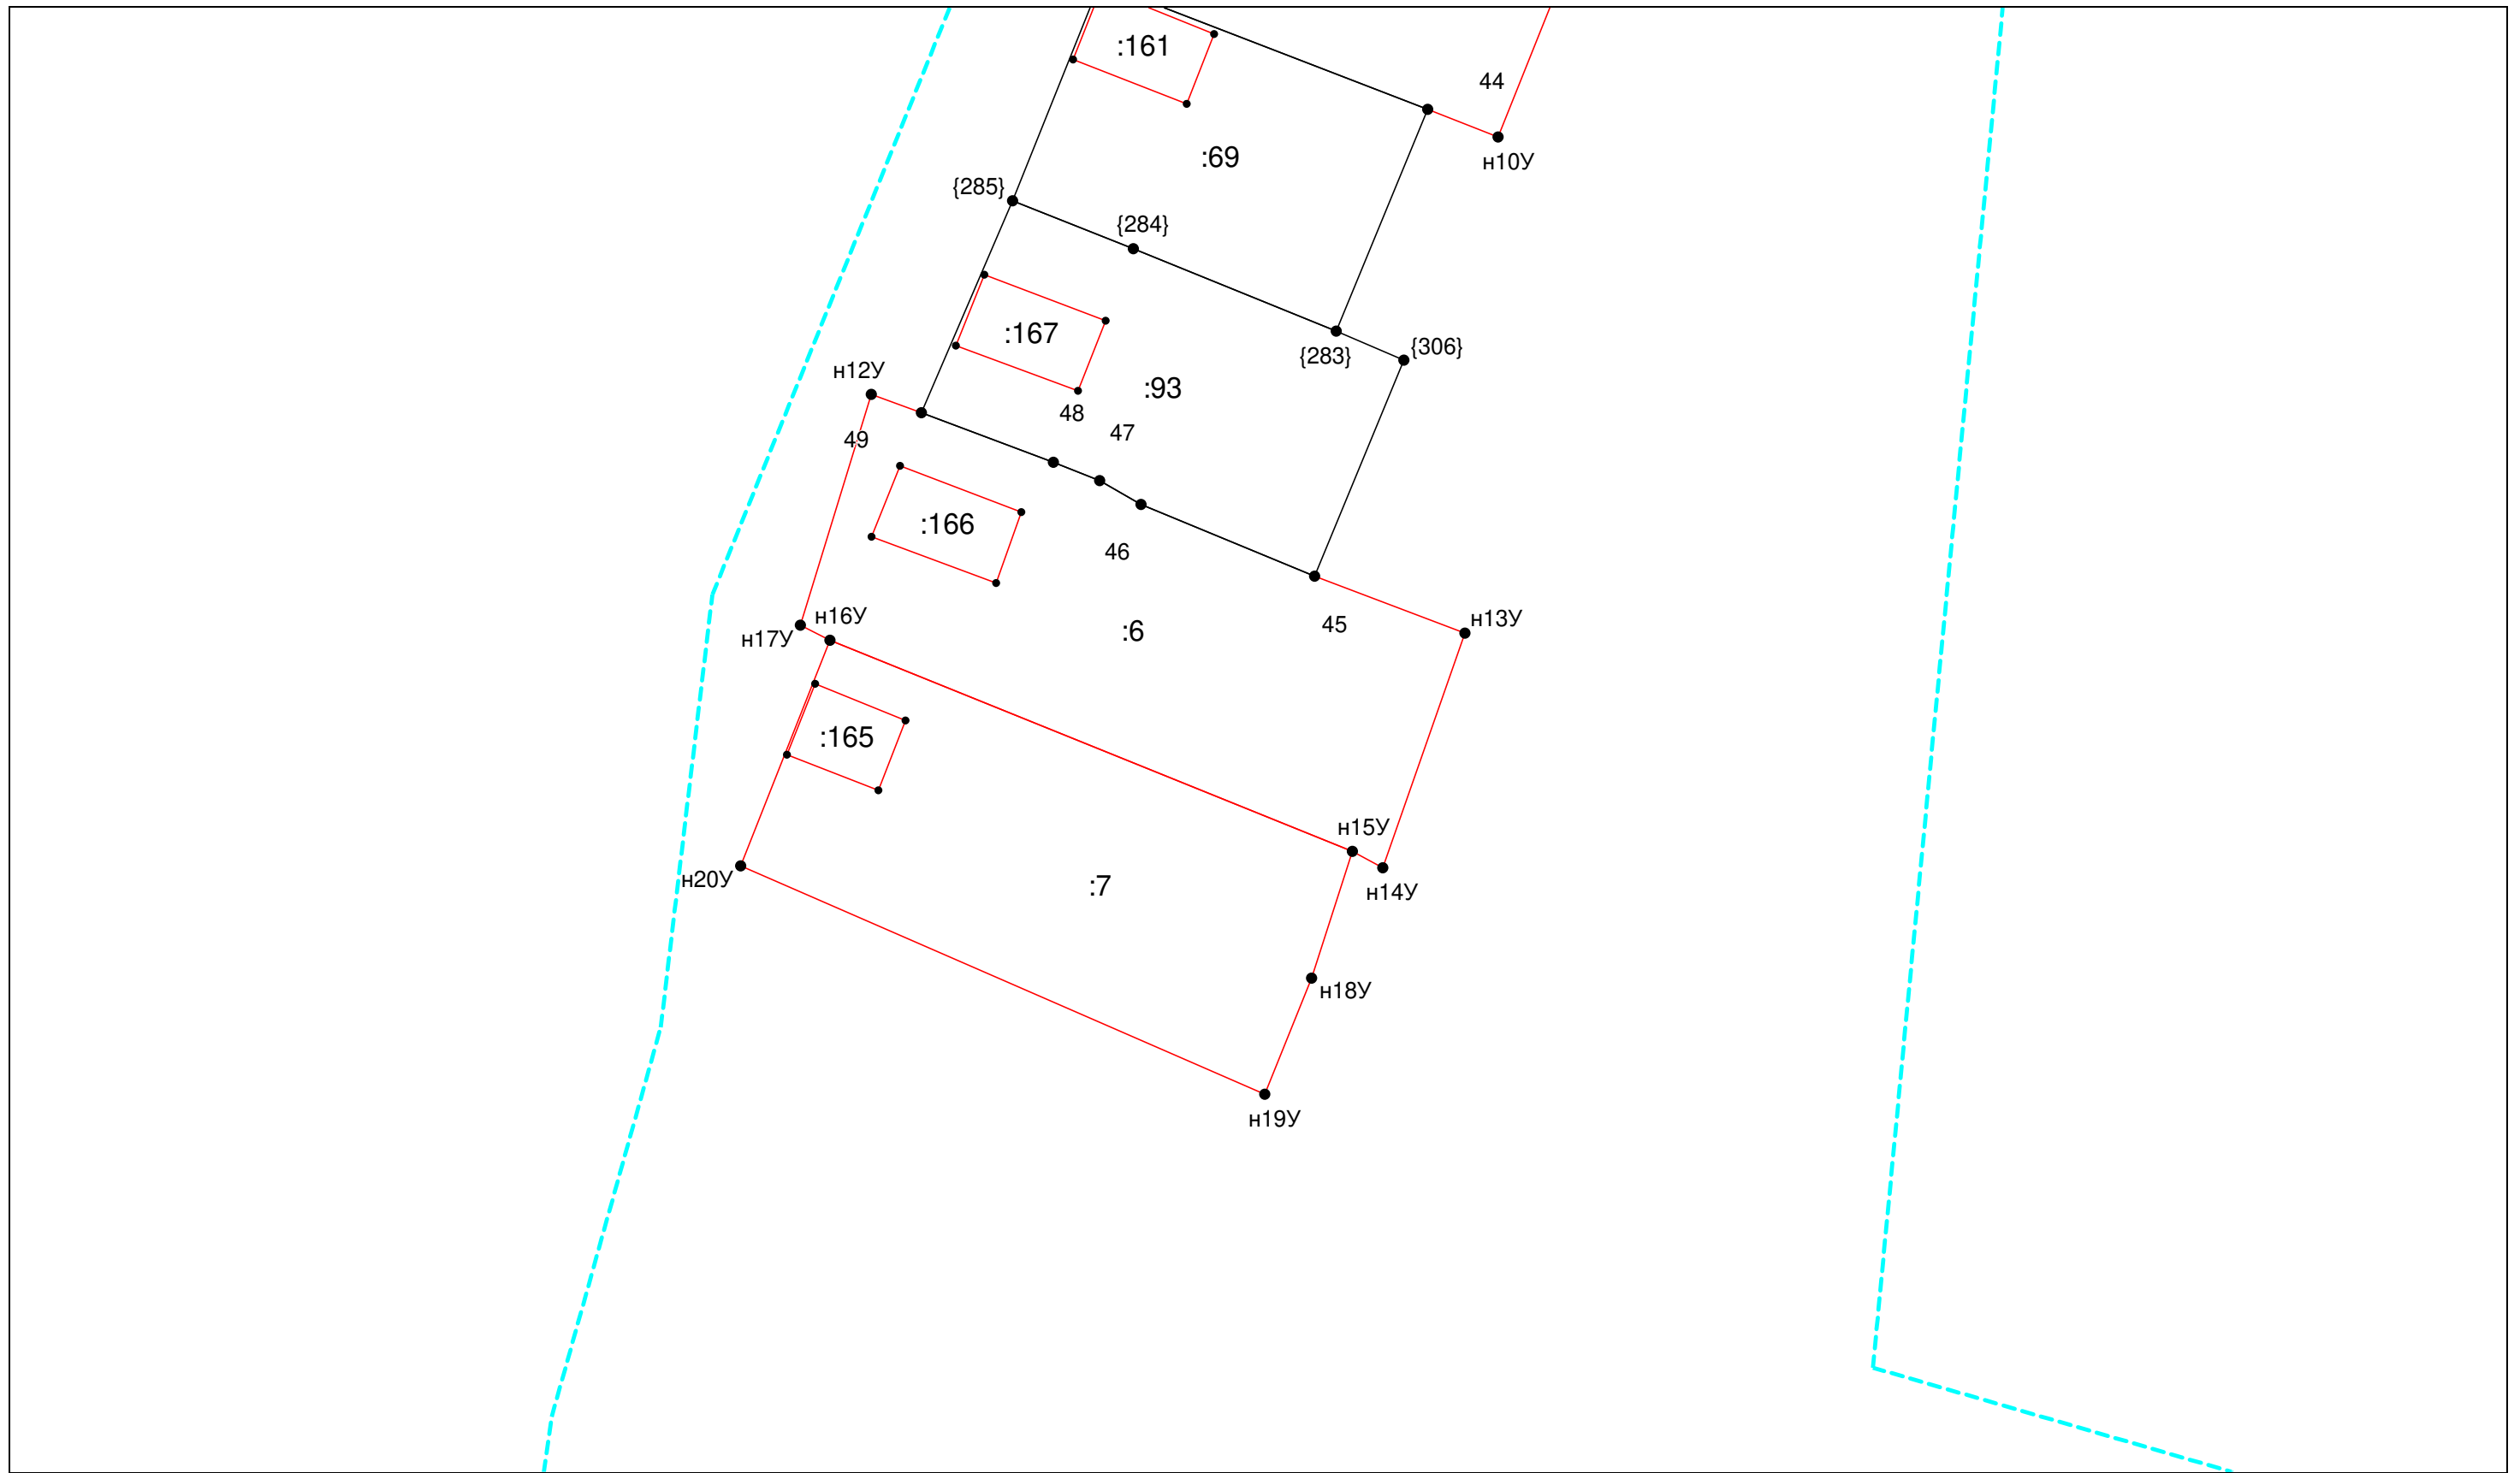 :161
44
:69
н10У
{285}
{284}
:167
{283}
{306}
н12У
:93
48
47
49
:166
46
н16У
н17У
:6
45
н13У
:165
н15У
н20У
:7
н14У
н18У
н19У